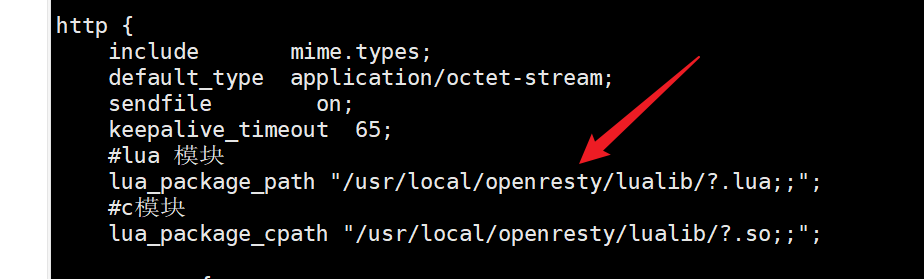 http {
    include       mime.types;
    default_type  application/octet-stream;
    sendfile        on;
    keepalive_timeout  65;
    #lua 模块
    lua_package_path "/usr/local/openresty/lualib/?.lua;;";
    #c模块
    lua_package_cpath "/usr/local/openresty/lualib/?.so;;";